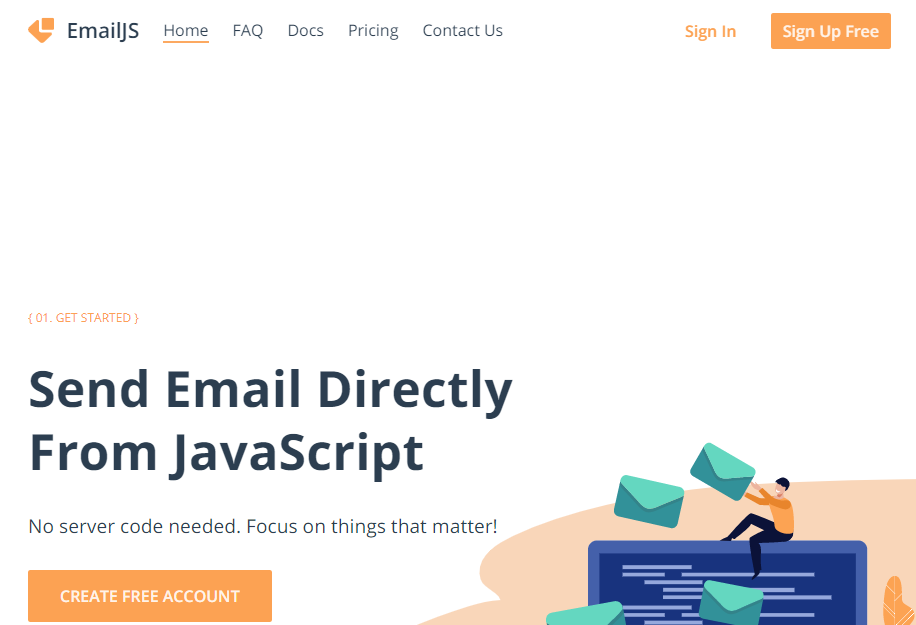 EmailJS Home FAQ Docs Pricing Contact Us Sign In Sign Up Free
{ 01. GET STARTED }
Send Email Directly
From JavaScript
No server code needed. Focus on things that matter!
CREATE FREE ACCOUNT